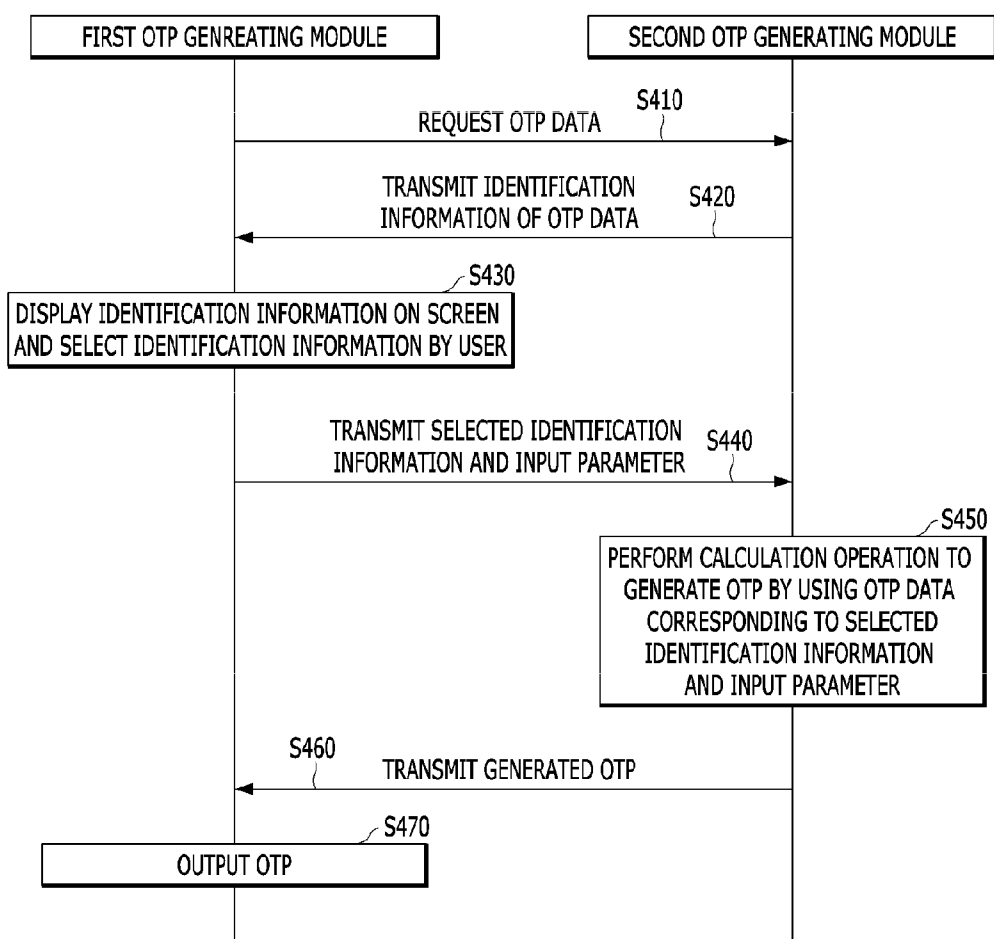 FIRST OTP GENREATING MODULE
SECOND OTP GENERATING MODULE
S410
REQUEST OTP DATA
TRANSMIT IDENTIFICATION
INFORMATION OF OTP DATA
S420
S430
DISPLAY IDENTIFICATION INFORMATION ON SCREEN
AND SELECT IDENTIFICATION INFORMATION BY USER
TRANSMIT SELECTED IDENTIFICATION
INFORMATION AND INPUT PARAMETER
S440
S450
PERFORM CALCULATION OPERATION TO
GENERATE OTP BY USING OTP DATA
CORRESPONDING TO SELECTED
IDENTIFICATION INFORMATION
AND INPUT PARAMETER
S460
TRANSMIT GENERATED OTP
S470
OUTPUT OTP